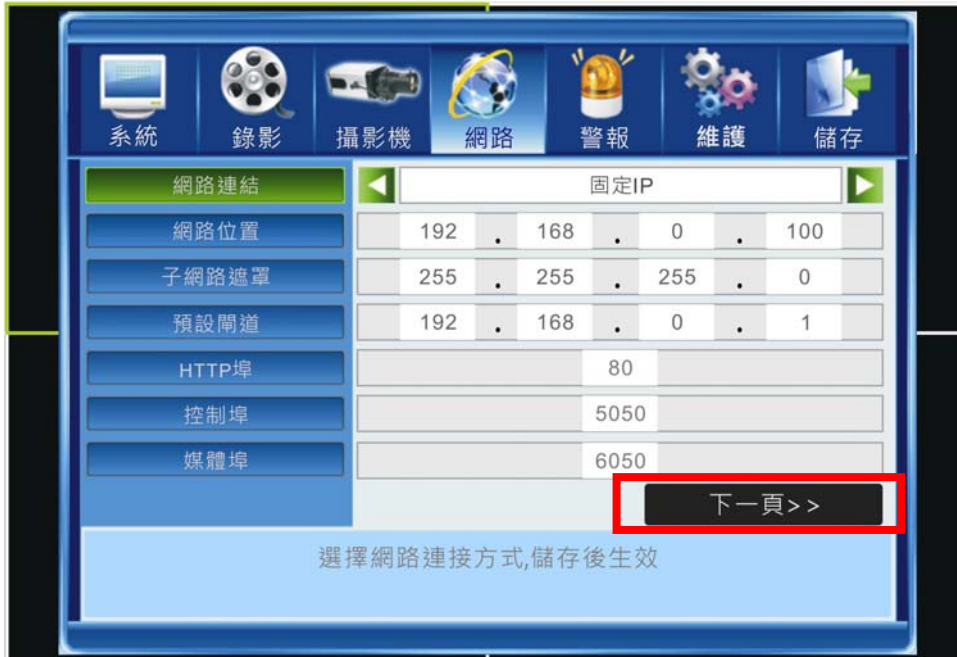 系統 錄影 攝影機 網路 警報 維護 儲存
網路連結 固定IP
網路位置 192 . 168 . 0 . 100
子網路遮罩 255 . 255 . 255 . 0
預設閘道 192 . 168 . 0 . 1
HTTP埠 80
控制埠 5050
媒體埠 6050
下一頁>>
選擇網路連接方式,儲存後生效